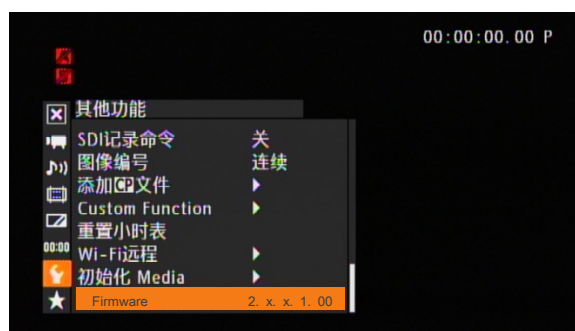 00:00:00.00 P
其他功能
SDI记录命令 关
图像编号 连续
添加CP文件
Custom Function
重置小时表
00:00
Wi-Fi远程
初始化 Media
Firmware 2. x. x. 1. 00